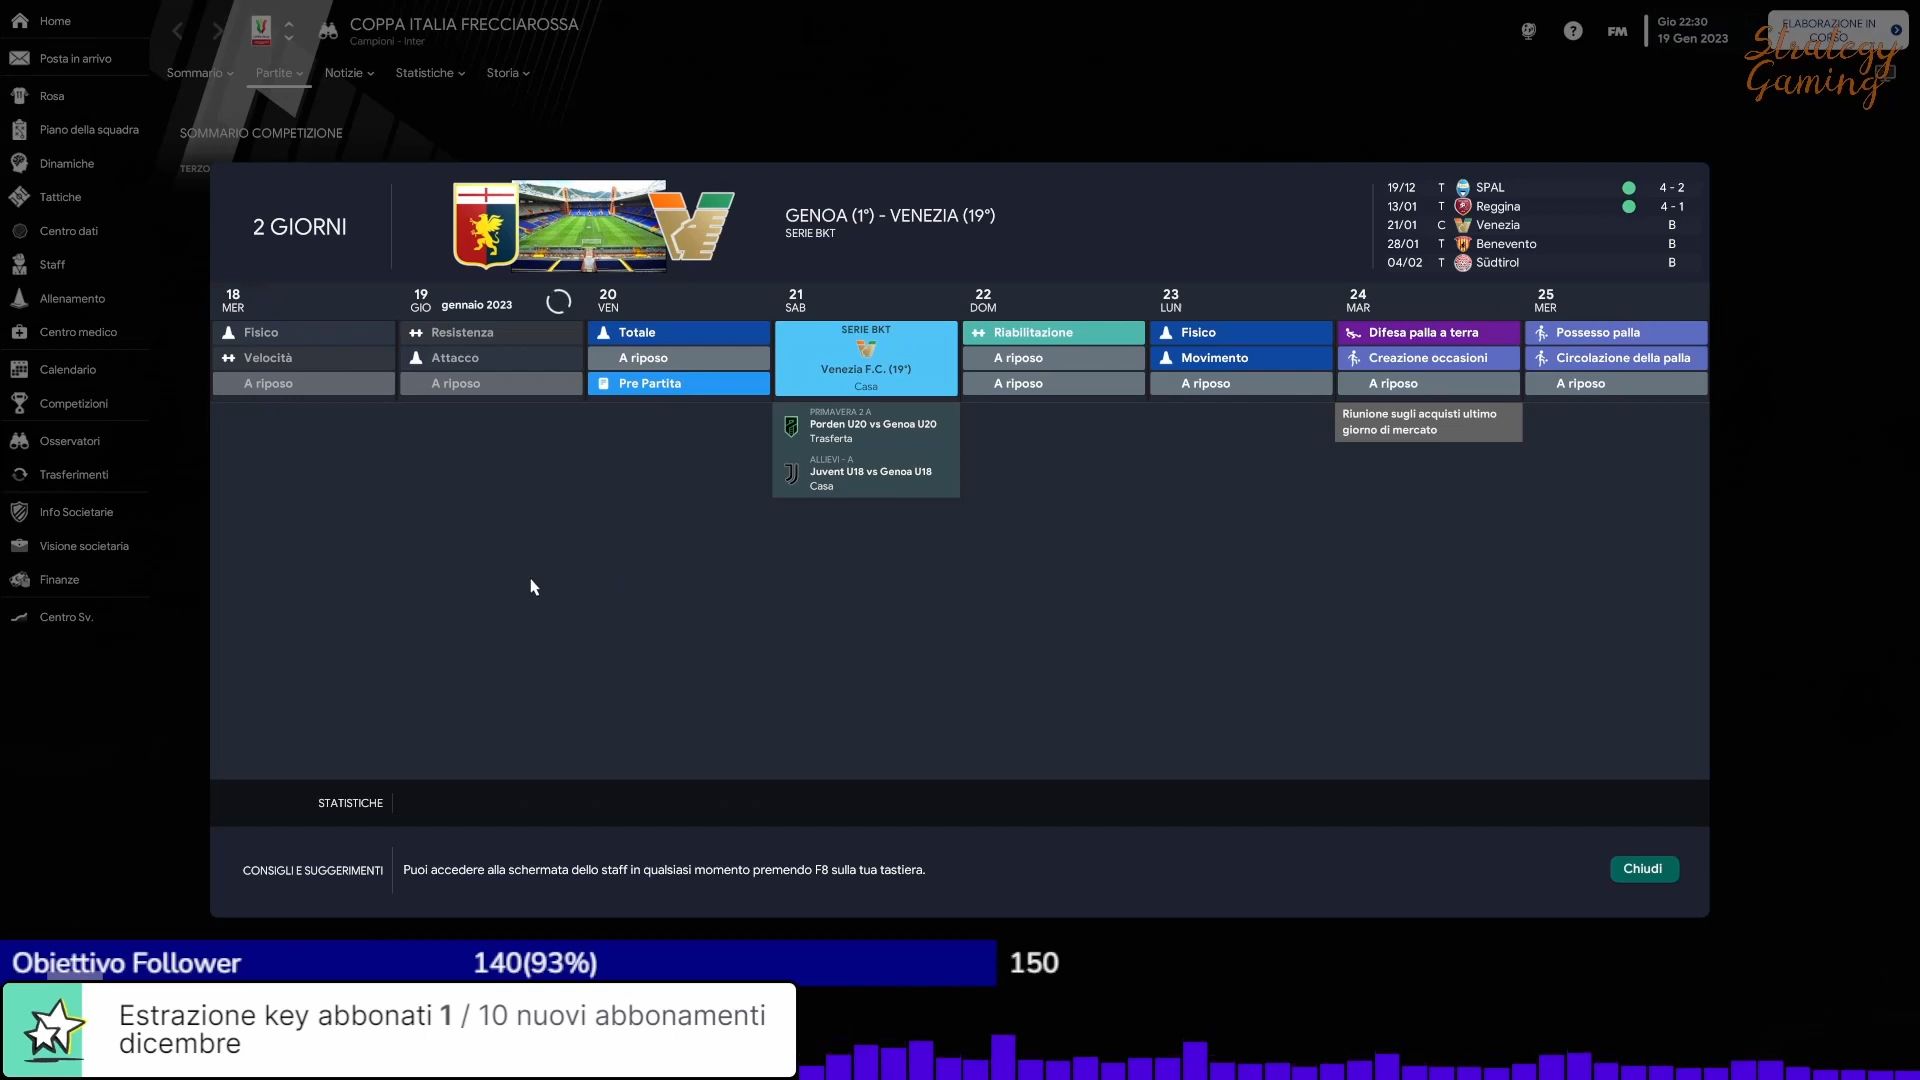 Home
Posta in arrivo
Rosa
Piano della squadra
Dinamiche
Tattiche
Centro dati
Staff
Allenamento
Centro medico
Calendario
Competizioni
Osservatori
Trasferimenti
Info Societarie
Visione societaria
Finanze
Centro Sv.
COPPA ITALIA FRECCIAROSSA
Campioni - Inter
Sommario
Partite
Notizie
Statistiche
Storia
?
FM
Gio 22:30
19 Gen 2023
ELABORAZIONE IN
CORSO
Strategy
Gaming
SOMMARIO COMPETIZIONE
TERZO
2 GIORNI
GENOA (1°) - VENEZIA (19°)
SERIE BKT
19/12 T SPAL 4 - 2
13/01 T Reggina 4 - 1
21/01 C Venezia B
28/01 T Benevento B
04/02 T Südtirol B
18
MER
19
GIO
gennaio 2023
20
VEN
21
SAB
22
DOM
23
LUN
24
MAR
25
MER
Fisico
Velocità
A riposo
Resistenza
Attacco
A riposo
Totale
A riposo
Pre Partita
SERIE BKT
Venezia F.C. (19°)
Casa
PRIMAVERA 2 A
Porden U20 vs Genoa U20
Trasferta
ALLIEVI - A
Juvent U18 vs Genoa U18
Casa
Riabilitazione
A riposo
A riposo
Fisico
Movimento
A riposo
Difesa palla a terra
Creazione occasioni
A riposo
Riunione sugli acquisti ultimo
giorno di mercato
Possesso palla
Circolazione della palla
A riposo
STATISTICHE
CONSIGLI E SUGGERIMENTI
Puoi accedere alla schermata dello staff in qualsiasi momento premendo F8 sulla tua tastiera.
Chiudi
Obiettivo Follower 140(93%) 150
Estrazione key abbonati 1 / 10 nuovi abbonamenti
dicembre